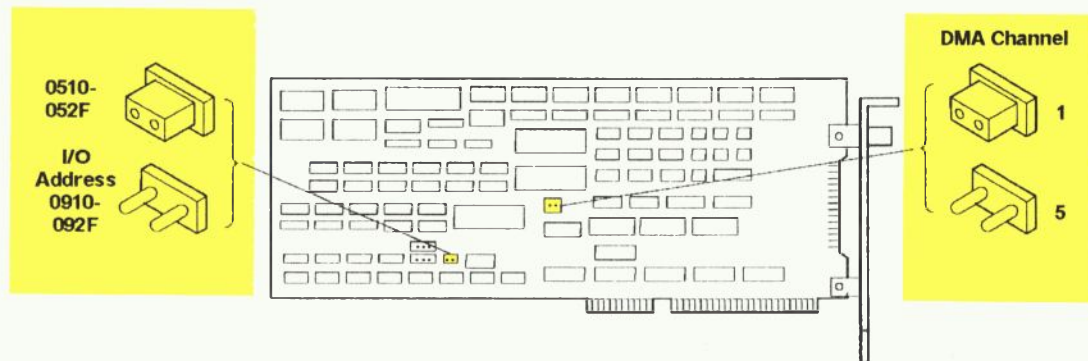 0510-
052F
I/O
Address
0910-
092F
DMA Channel
1
5